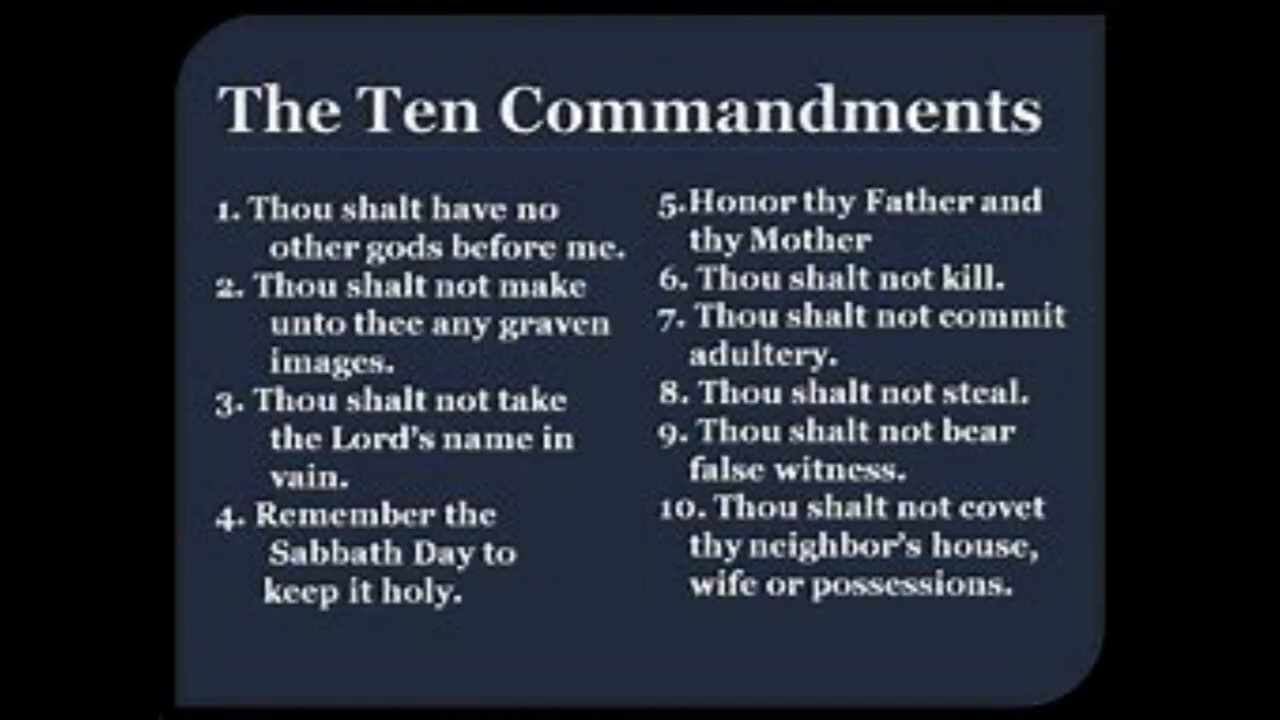 The Ten Commandments
1. Thou shalt have no
other gods before me.
2. Thou shalt not make
unto thee any graven
images.
3. Thou shalt not take
the Lord's name in
vain.
4. Remember the
Sabbath Day to
keep it holy.
5.Honor thy Father and
thy Mother
6. Thou shalt not kill.
7. Thou shalt not commit
adultery.
8. Thou shalt not steal.
9. Thou shalt not bear
false witness.
10. Thou shalt not covet
thy neighbor's house,
wife or possessions.